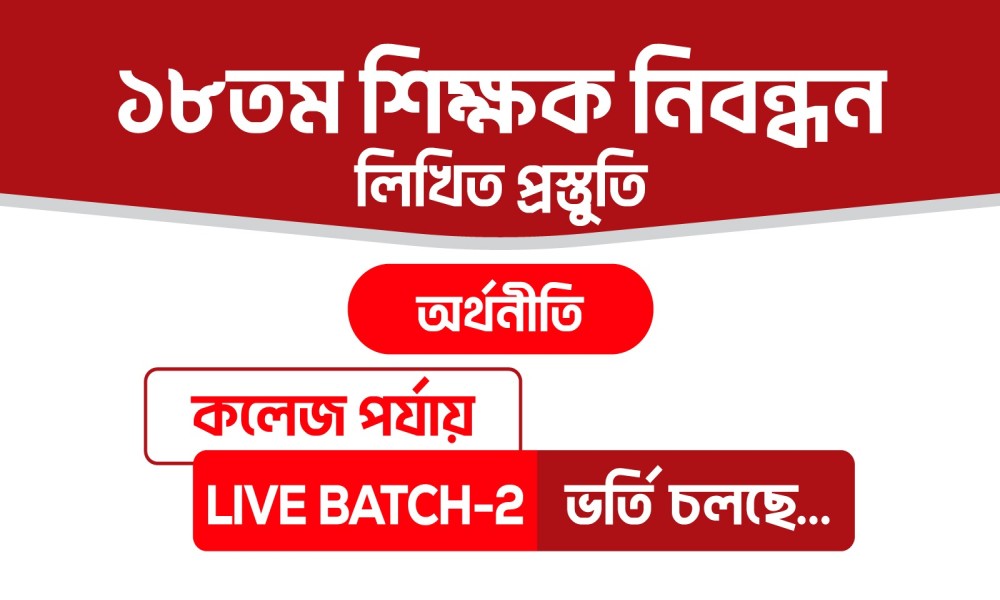 ১৮তম শিক্ষক নিবন্ধন
লিখিত প্রস্তুতি
অর্থনীতি
কলেজ পর্যায়
LIVE BATCH-2 ভর্তি চলছে...